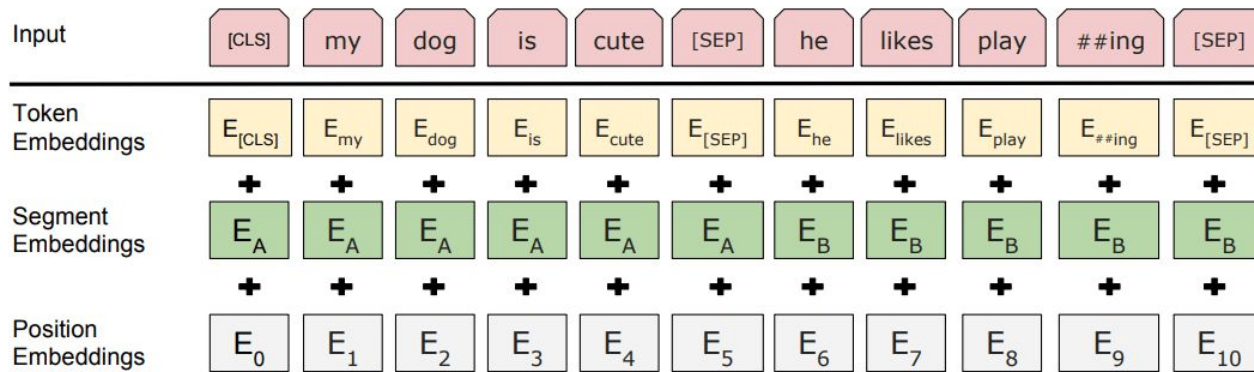 Input [CLS] my dog is cute [SEP] he likes play ##ing [SEP]
Token Embeddings E[CLS] Emy Edog Eis Ecute E[SEP] Ehe Elikes Eplay E##ing E[SEP]
+ + + + + + + + + + +
Segment Embeddings EA EA EA EA EA EA EB EB EB EB EB
+ + + + + + + + + + +
Position Embeddings E0 E1 E2 E3 E4 E5 E6 E7 E8 E9 E10